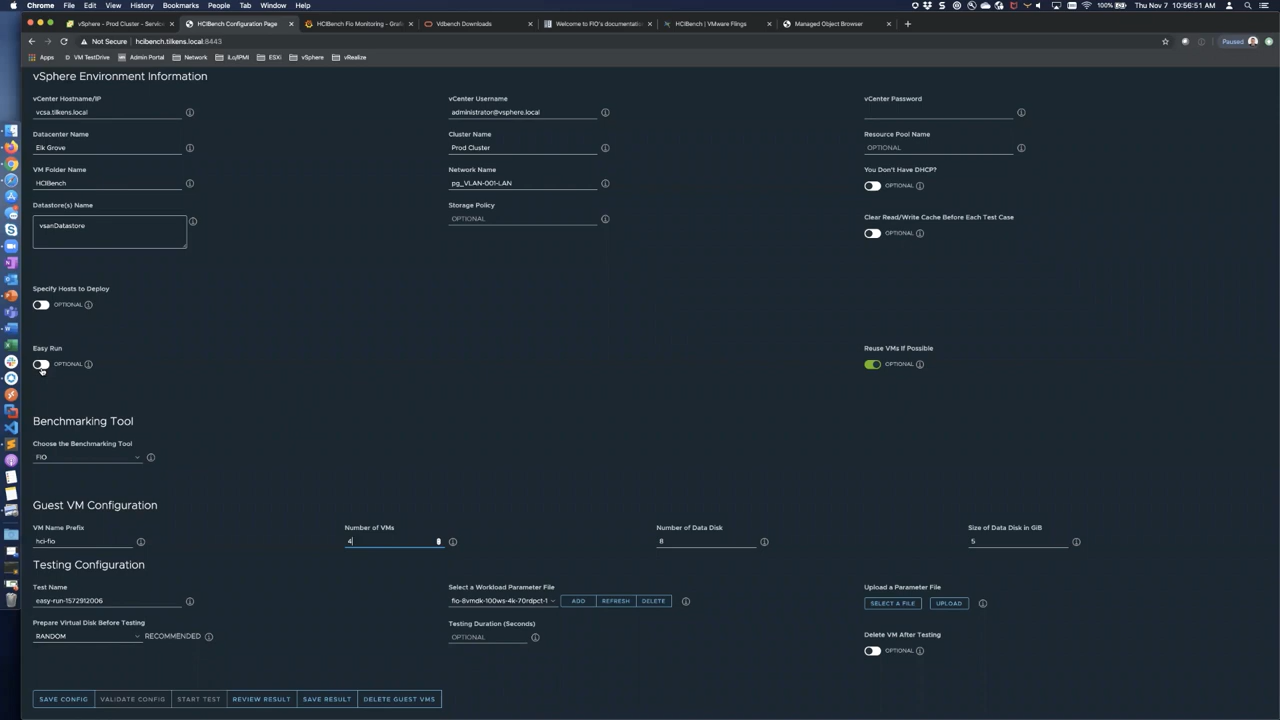 Chrome File Edit View History Bookmarks People Tab Window Help 100% Thu Nov 7 10:56:51 AM
vSphere – Prod Cluster – Service HCIBench Configuration Page HCIBench Fio Monitoring - Grafa Vdbench Downloads Welcome to FIO's documentation HCIBench | VMware Flings Managed Object Browser
Not Secure | hcibench.tilkens.local:8443 Paused
Apps VM TestDrive Admin Portal Network iLo/IPMI ESXi vSphere vRealize
vSphere Environment Information
vCenter Hostname/IP vCenter Username vCenter Password
vcsa.tilkens.local administrator@vsphere.local
Datacenter Name Cluster Name Resource Pool Name
Elk Grove Prod Cluster OPTIONAL
VM Folder Name Network Name You Don't Have DHCP?
HCIBench pg_VLAN-001-LAN OPTIONAL
Datastore(s) Name Storage Policy
vsanDatastore OPTIONAL
Clear Read/Write Cache Before Each Test Case
OPTIONAL
Specify Hosts to Deploy
OPTIONAL
Easy Run Reuse VMs If Possible
OPTIONAL OPTIONAL
Benchmarking Tool
Choose the Benchmarking Tool
FIO
Guest VM Configuration
VM Name Prefix Number of VMs Number of Data Disk Size of Data Disk in GiB
hci-fio 4 8 5
Testing Configuration
Test Name Select a Workload Parameter File Upload a Parameter File
easy-run-1572912006 fio-8vmdk-100ws-4k-70rdpct-1 ADD REFRESH DELETE SELECT A FILE UPLOAD
Prepare Virtual Disk Before Testing Testing Duration (Seconds)
RANDOM RECOMMENDED OPTIONAL
Delete VM After Testing
OPTIONAL
SAVE CONFIG VALIDATE CONFIG START TEST REVIEW RESULT SAVE RESULT DELETE GUEST VMS